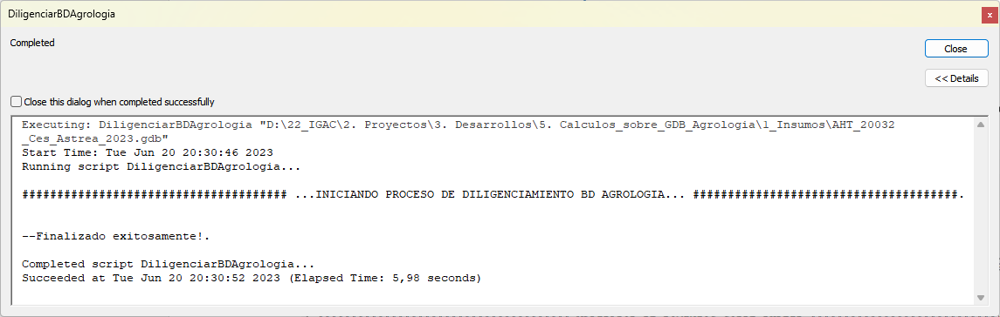 DiligenciarBDAgrologia
x
Completed
Close
<< Details
Close this dialog when completed successfully
Executing: DiligenciarBDAgrologia "D:\22_IGAC\2. Proyectos\3. Desarrollos\5. Calculos_sobre_GDB_Agrologia\1_Insumos\AHT_20032
_Ces_Astrea_2023.gdb"
Start Time: Tue Jun 20 20:30:46 2023
Running script DiligenciarBDAgrologia...
###################################### ...INICIANDO PROCESO DE DILIGENCIAMIENTO BD AGROLOGIA... ######################################.
--Finalizado exitosamente!.
Completed script DiligenciarBDAgrologia...
Succeeded at Tue Jun 20 20:30:52 2023 (Elapsed Time: 5,98 seconds)